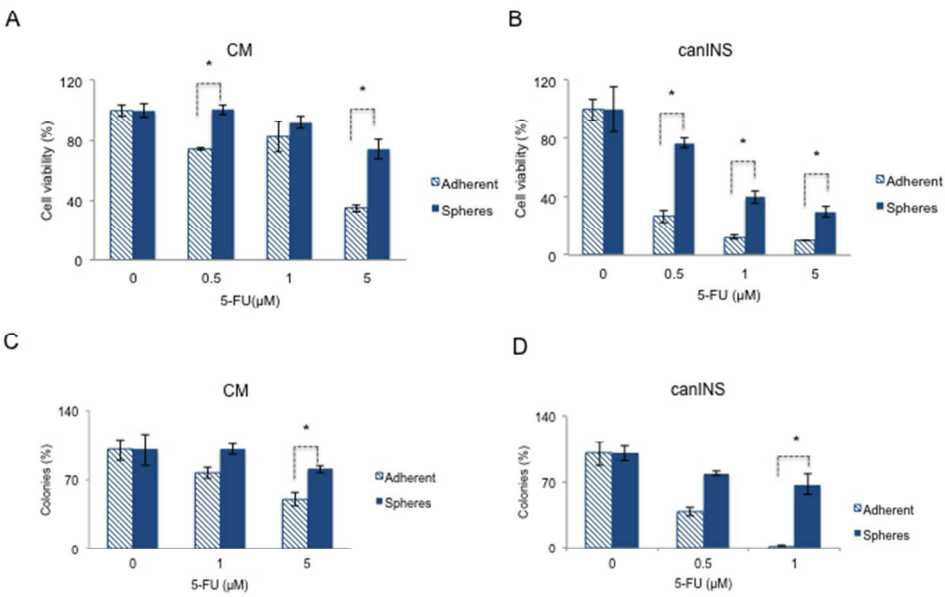 A
CM
*
*
120
80
40
0
Cell viability (%)
0 0.5 1 5
5-FU(µM)
Adherent
Spheres
B
canINS
*
*
*
120
80
40
0
Cell viability (%)
0 0.5 1 5
5-FU (µM)
Adherent
Spheres
C
CM
*
140
70
0
Colonies (%)
0 1 5
5-FU (µM)
Adherent
Spheres
D
canINS
*
140
70
0
Colonies (%)
0 0.5 1
5-FU (µM)
Adherent
Spheres